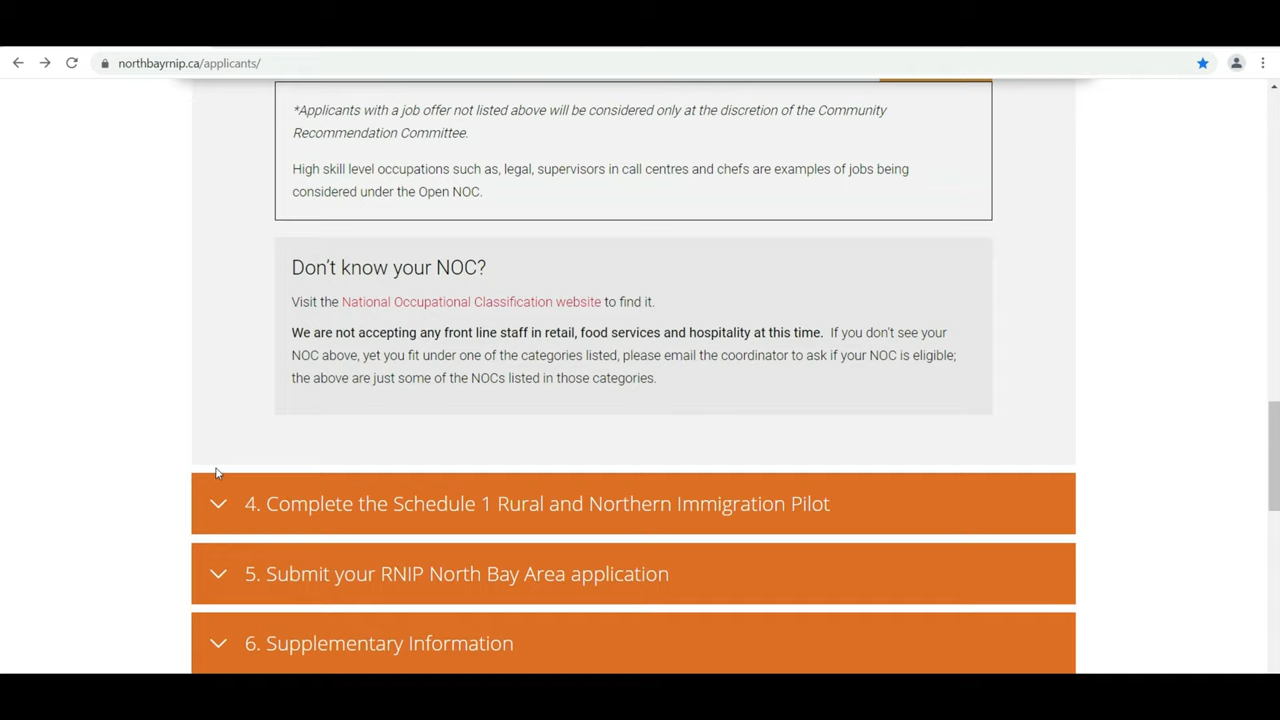 northbayrnip.ca/applicants/
*Applicants with a job offer not listed above will be considered only at the discretion of the Community
Recommendation Committee.
High skill level occupations such as, legal, supervisors in call centres and chefs are examples of jobs being
considered under the Open NOC.
Don't know your NOC?
Visit the National Occupational Classification website to find it.
We are not accepting any front line staff in retail, food services and hospitality at this time. If you don't see your
NOC above, yet you fit under one of the categories listed, please email the coordinator to ask if your NOC is eligible;
the above are just some of the NOCs listed in those categories.
4. Complete the Schedule 1 Rural and Northern Immigration Pilot
5. Submit your RNIP North Bay Area application
6. Supplementary Information